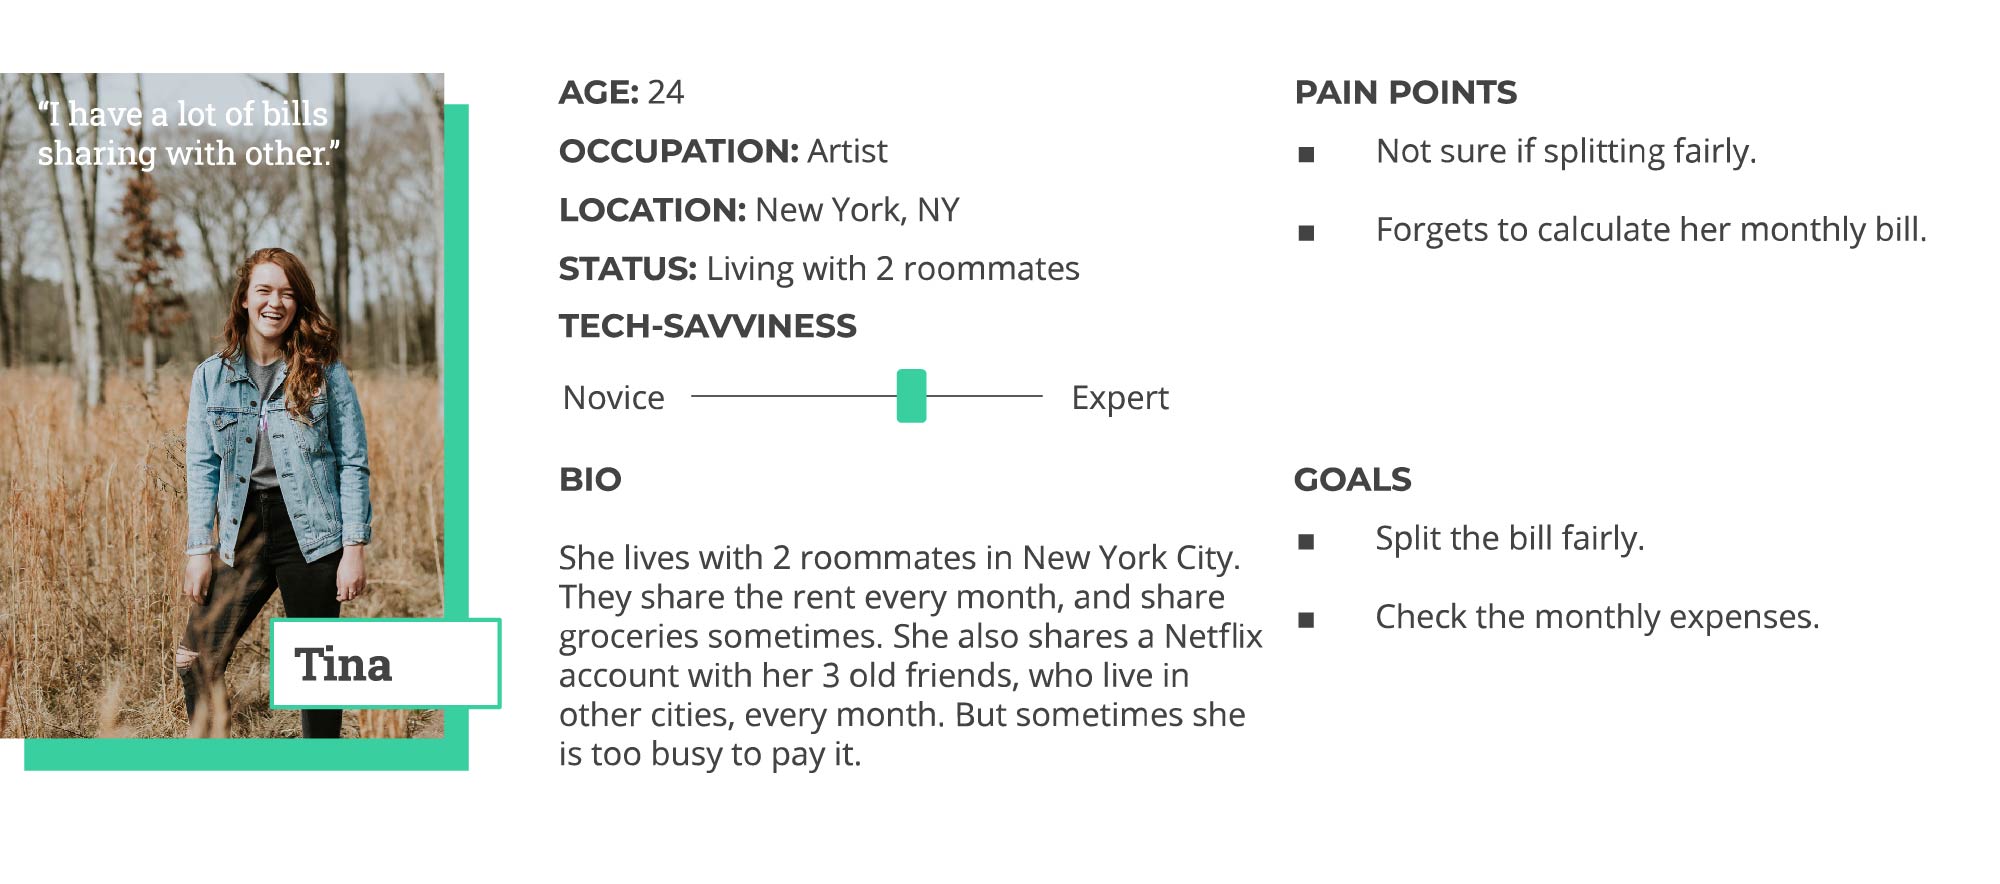 “I have a lot of bills
sharing with other.”
Tina
AGE: 24
OCCUPATION: Artist
LOCATION: New York, NY
STATUS: Living with 2 roommates
TECH-SAVVINESS
Novice
Expert
BIO
She lives with 2 roommates in New York City.
They share the rent every month, and share
groceries sometimes. She also shares a Netflix
account with her 3 old friends, who live in
other cities, every month. But sometimes she
is too busy to pay it.
PAIN POINTS
■ Not sure if splitting fairly.
■ Forgets to calculate her monthly bill.
GOALS
■ Split the bill fairly.
■ Check the monthly expenses.